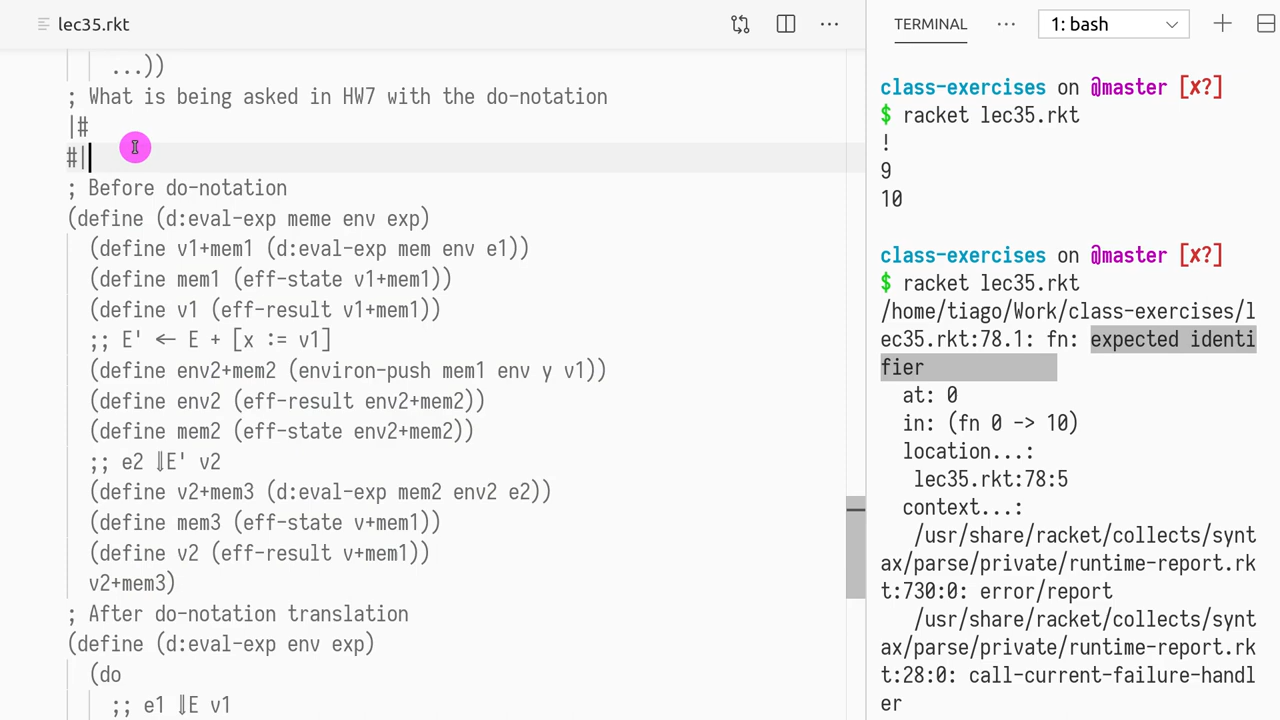 lec35.rkt
...))
; What is being asked in HW7 with the do-notation
|#
#|
; Before do-notation
(define (d:eval-exp meme env exp)
(define v1+mem1 (d:eval-exp mem env e1))
(define mem1 (eff-state v1+mem1))
(define v1 (eff-result v1+mem1))
;; E' ← E + [x := v1]
(define env2+mem2 (environ-push mem1 env y v1))
(define env2 (eff-result env2+mem2))
(define mem2 (eff-state env2+mem2))
;; e2 ⇓E' v2
(define v2+mem3 (d:eval-exp mem2 env2 e2))
(define mem3 (eff-state v+mem1))
(define v2 (eff-result v+mem1))
v2+mem3)
; After do-notation translation
(define (d:eval-exp env exp)
(do
;; e1 ⇓E v1
TERMINAL
1: bash
class-exercises on @master [x?]
$ racket lec35.rkt
!
9
10
class-exercises on @master [x?]
$ racket lec35.rkt
/home/tiago/Work/class-exercises/l
ec35.rkt:78.1: fn: expected identi
fier
at: 0
in: (fn 0 -> 10)
location...:
lec35.rkt:78:5
context...:
/usr/share/racket/collects/synt
ax/parse/private/runtime-report.rk
t:730:0: error/report
/usr/share/racket/collects/synt
ax/parse/private/runtime-report.rk
t:28:0: call-current-failure-handl
er